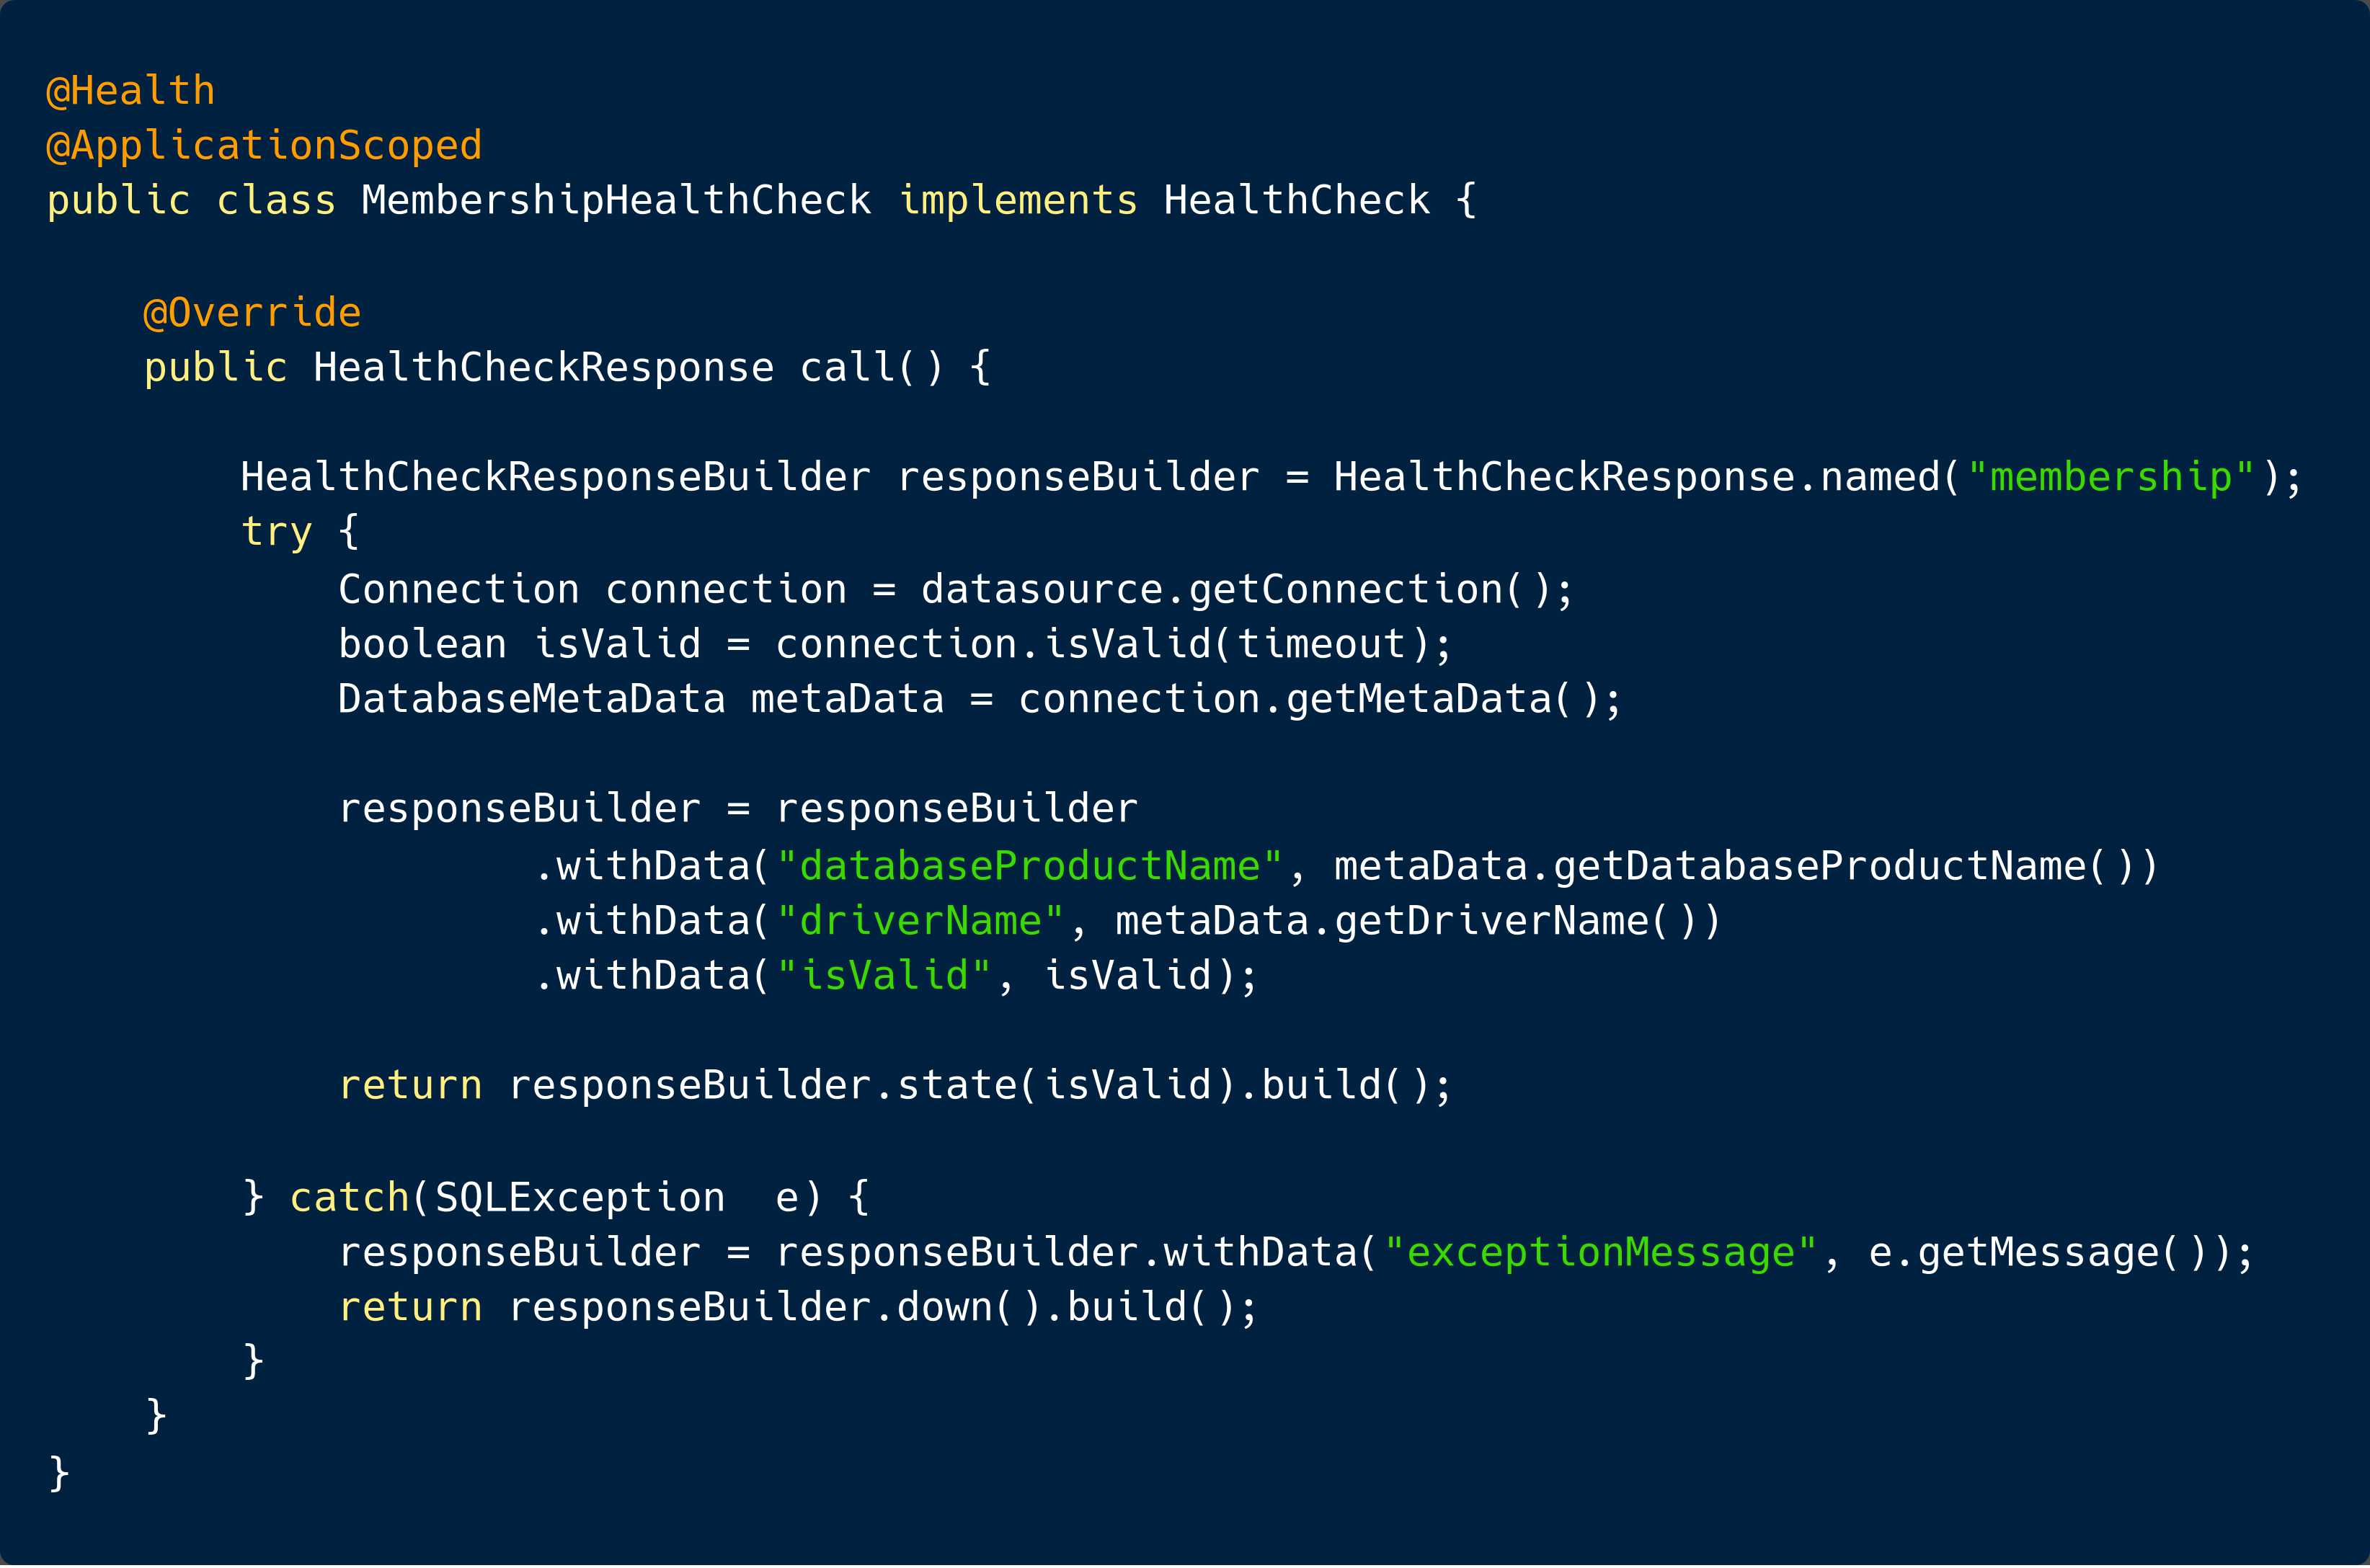 @Health
@ApplicationScoped
public class MembershipHealthCheck implements HealthCheck {
@Override
public HealthCheckResponse call() {
HealthCheckResponseBuilder responseBuilder = HealthCheckResponse.named("membership");
try {
Connection connection = datasource.getConnection();
boolean isValid = connection.isValid(timeout);
DatabaseMetaData metaData = connection.getMetaData();
responseBuilder = responseBuilder
.withData("databaseProductName", metaData.getDatabaseProductName())
.withData("driverName", metaData.getDriverName())
.withData("isValid", isValid);
return responseBuilder.state(isValid).build();
} catch(SQLException  e) {
responseBuilder = responseBuilder.withData("exceptionMessage", e.getMessage());
return responseBuilder.down().build();
}
}
}